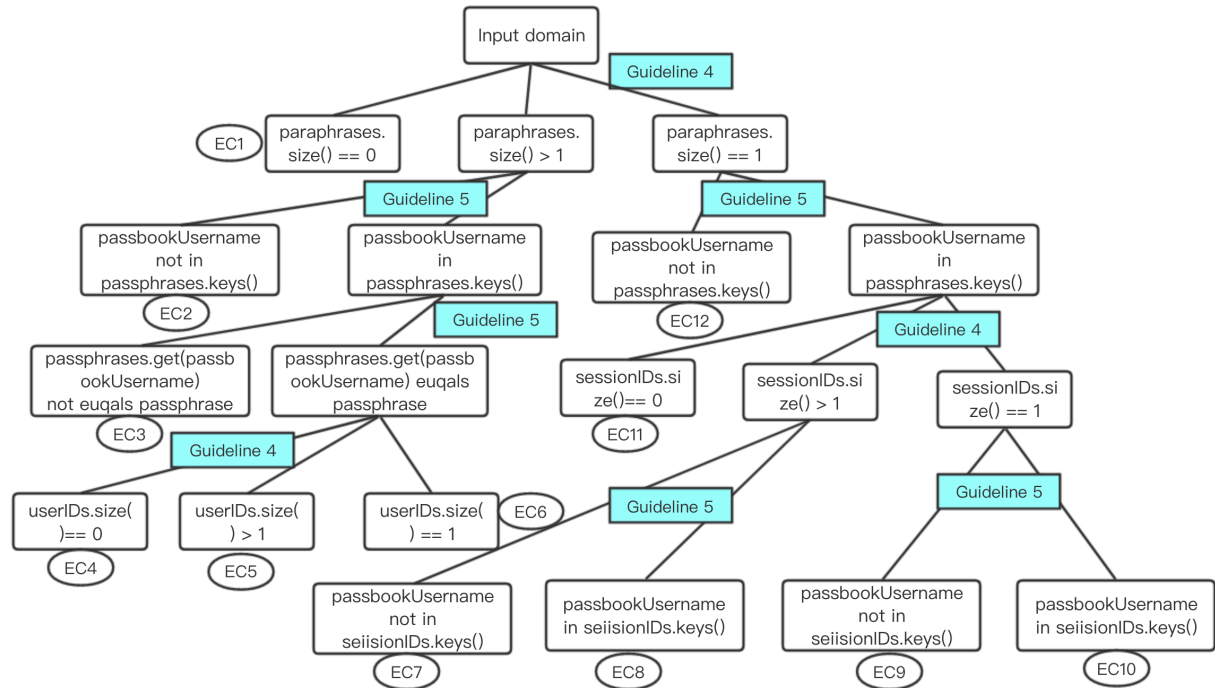 Input domain
Guideline 4
EC1
paraphrases.
size() == 0
paraphrases.
size() > 1
paraphrases.
size() == 1
Guideline 5
Guideline 5
passbookUsername
not in
passphrases.keys()
passbookUsername
in
passphrases.keys()
passbookUsername
not in
passphrases.keys()
passbookUsername
in
passphrases.keys()
EC2
Guideline 5
EC12
Guideline 4
passphrases.get(passb
ookUsername)
not euqals passphrase
passphrases.get(passb
ookUsername) euqals
passphrase
sessionIDs.si
ze()== 0
sessionIDs.si
ze() > 1
sessionIDs.si
ze() == 1
EC3
EC11
Guideline 4
Guideline 5
Guideline 5
userIDs.size(
)== 0
userIDs.size(
) > 1
userIDs.size(
) == 1
EC6
EC4
EC5
passbookUsername
not in
seiisionIDs.keys()
passbookUsername
in seiisionIDs.keys()
passbookUsername
not in
seiisionIDs.keys()
passbookUsername
in seiisionIDs.keys()
EC7
EC8
EC9
EC10